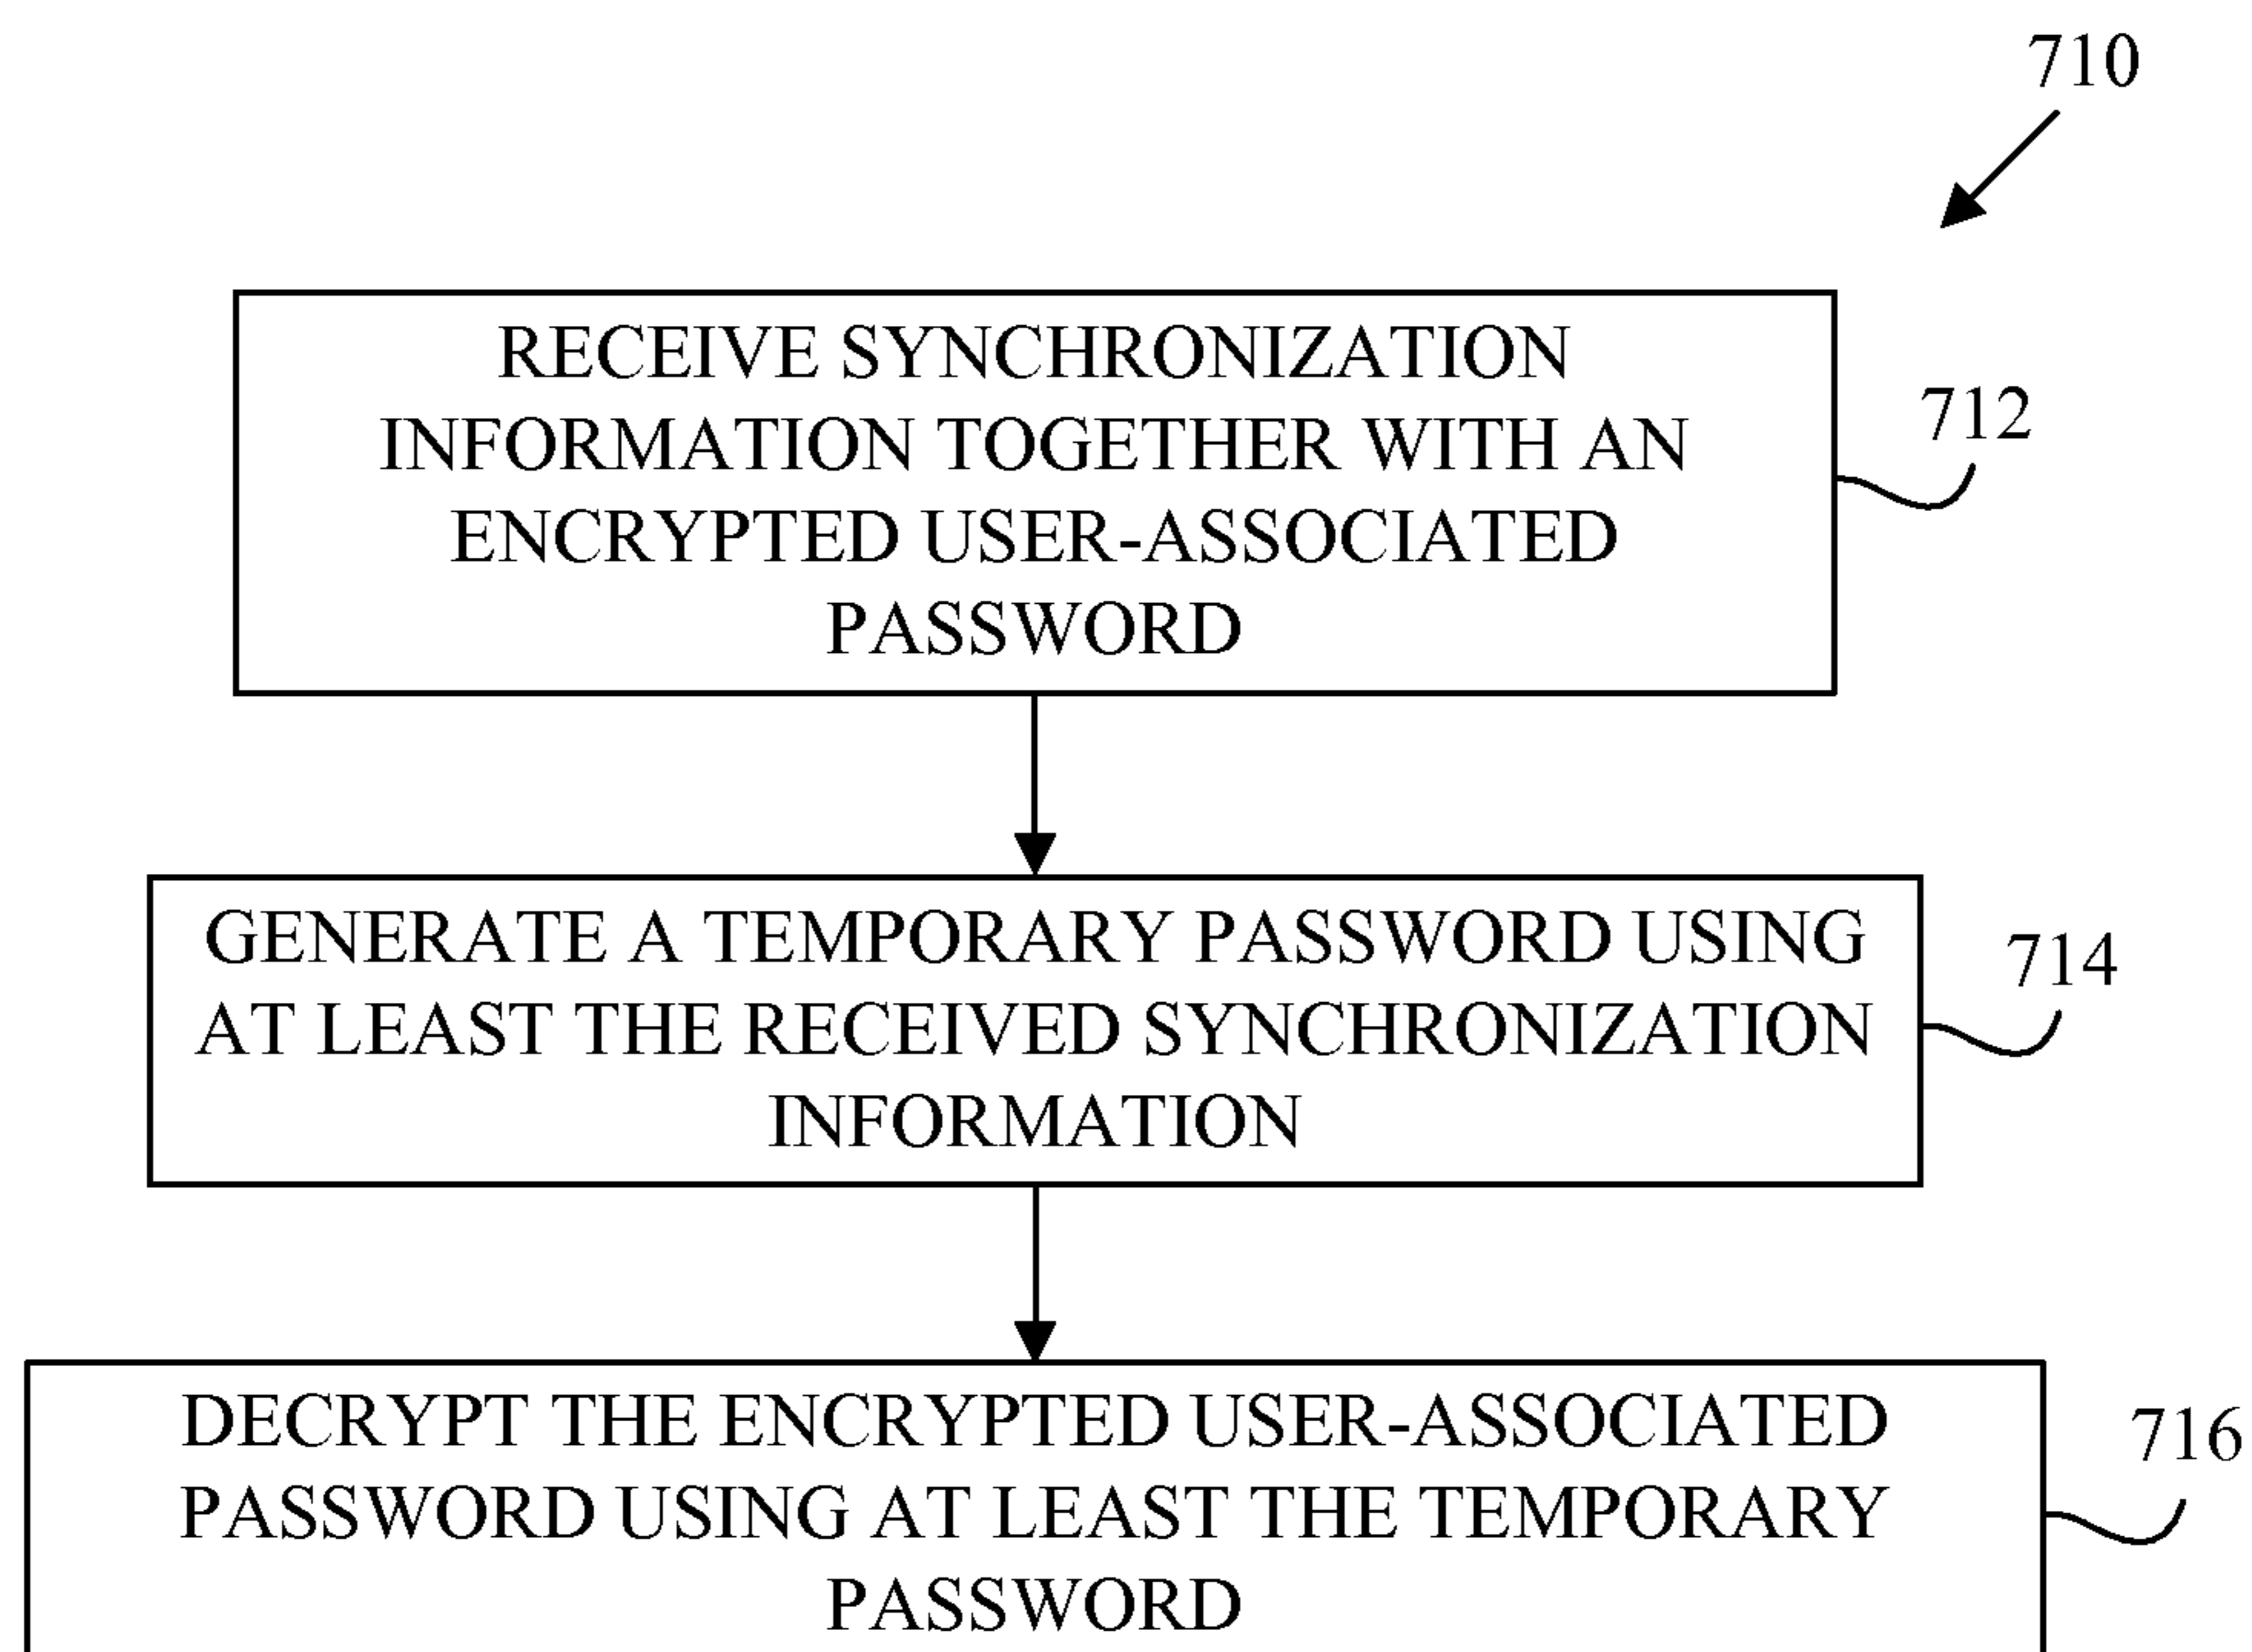 710
RECEIVE SYNCHRONIZATION
INFORMATION TOGETHER WITH AN
ENCRYPTED USER-ASSOCIATED
PASSWORD
712
GENERATE A TEMPORARY PASSWORD USING
AT LEAST THE RECEIVED SYNCHRONIZATION
INFORMATION
714
DECRYPT THE ENCRYPTED USER-ASSOCIATED
PASSWORD USING AT LEAST THE TEMPORARY
PASSWORD
716